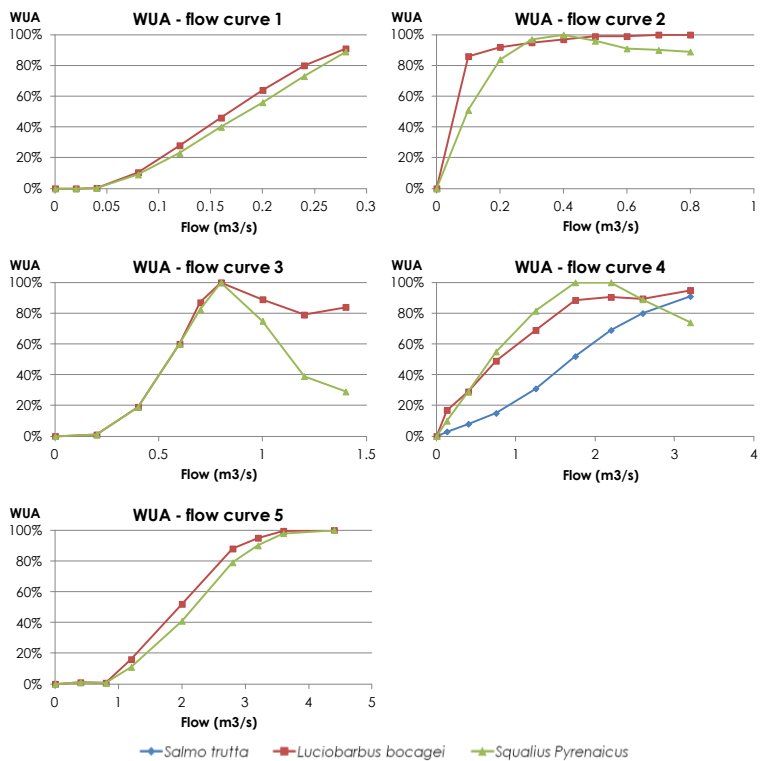 WUA
WUA - flow curve 1
100%
80%
60%
40%
20%
0%
0 0.05 0.1 0.15 0.2 0.25 0.3
Flow (m3/s)
WUA
WUA - flow curve 2
100%
80%
60%
40%
20%
0%
0 0.2 0.4 0.6 0.8 1
Flow (m3/s)
WUA
WUA - flow curve 3
100%
80%
60%
40%
20%
0%
0 0.5 1 1.5
Flow (m3/s)
WUA
WUA - flow curve 4
100%
80%
60%
40%
20%
0%
0 1 2 3 4
Flow (m3/s)
WUA
WUA - flow curve 5
100%
80%
60%
40%
20%
0%
0 1 2 3 4 5
Flow (m3/s)
Salmo trutta Luciobarbus bocagei Squalius Pyrenaicus